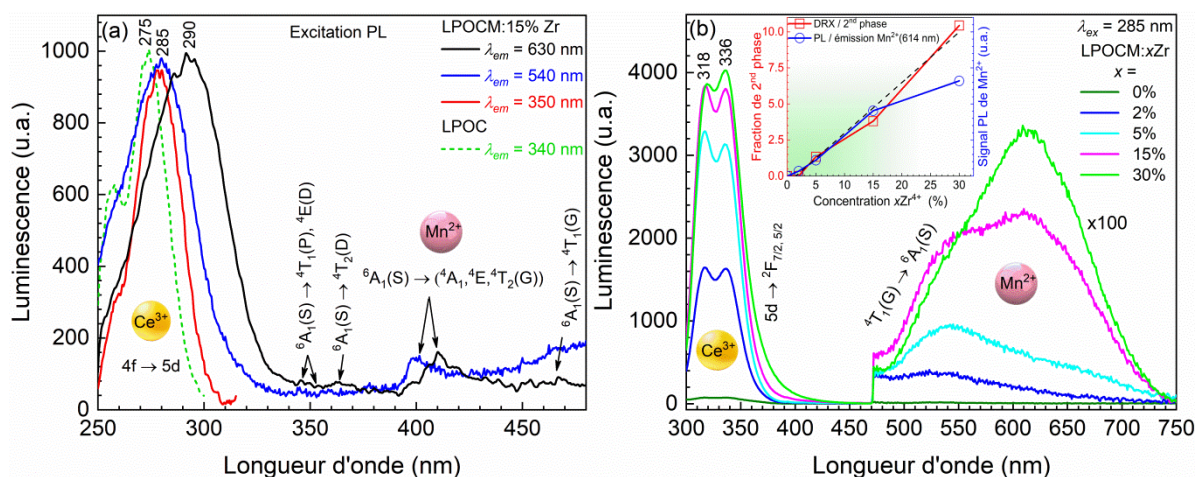 (a)
275
285
290
Excitation PL
LPOCM:15% Zr
λem = 630 nm
λem = 540 nm
λem = 350 nm
LPOC
λem = 340 nm
Luminescence (u.a.)
1000
800
600
400
200
0
⁶A₁(S) → ⁴T₁(P), ⁴E(D)
⁶A₁(S) → ⁴T₂(D)
Mn²⁺
⁶A₁(S) → (⁴A₁,⁴E,⁴T₂(G))
⁶A₁(S) → ⁴T₁(G)
Ce³⁺
4f → 5d
250 300 350 400 450
Longueur d'onde (nm)
(b)
318
336
λex = 285 nm
LPOCM:xZr
x =
0%
2%
5%
15%
30%
Luminescence (u.a.)
4000
3000
2000
1000
0
DRX / 2nd phase
PL / émission Mn²⁺(614 nm)
Fraction de 2nd phase
10.0
7.5
5.0
2.5
0.0
Signal PL de Mn²⁺ (u.a.)
0 5 10 15 20 25 30
Concentration xZr⁴⁺ (%)
x100
5d → ²F7/2, 5/2
⁴T₁(G) → ⁶A₁(S)
Mn²⁺
Ce³⁺
300 350 400 450 500 550 600 650 700 750
Longueur d'onde (nm)